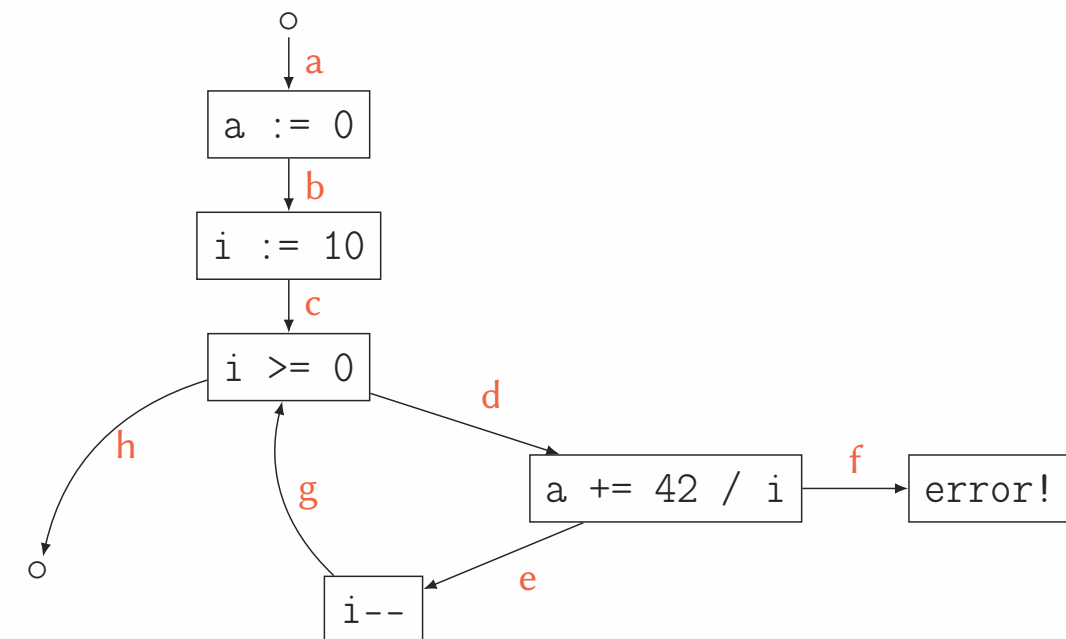 a
a := 0
b
i := 10
c
i >= 0
d
h
f
g
a += 42 / i
error!
e
i--